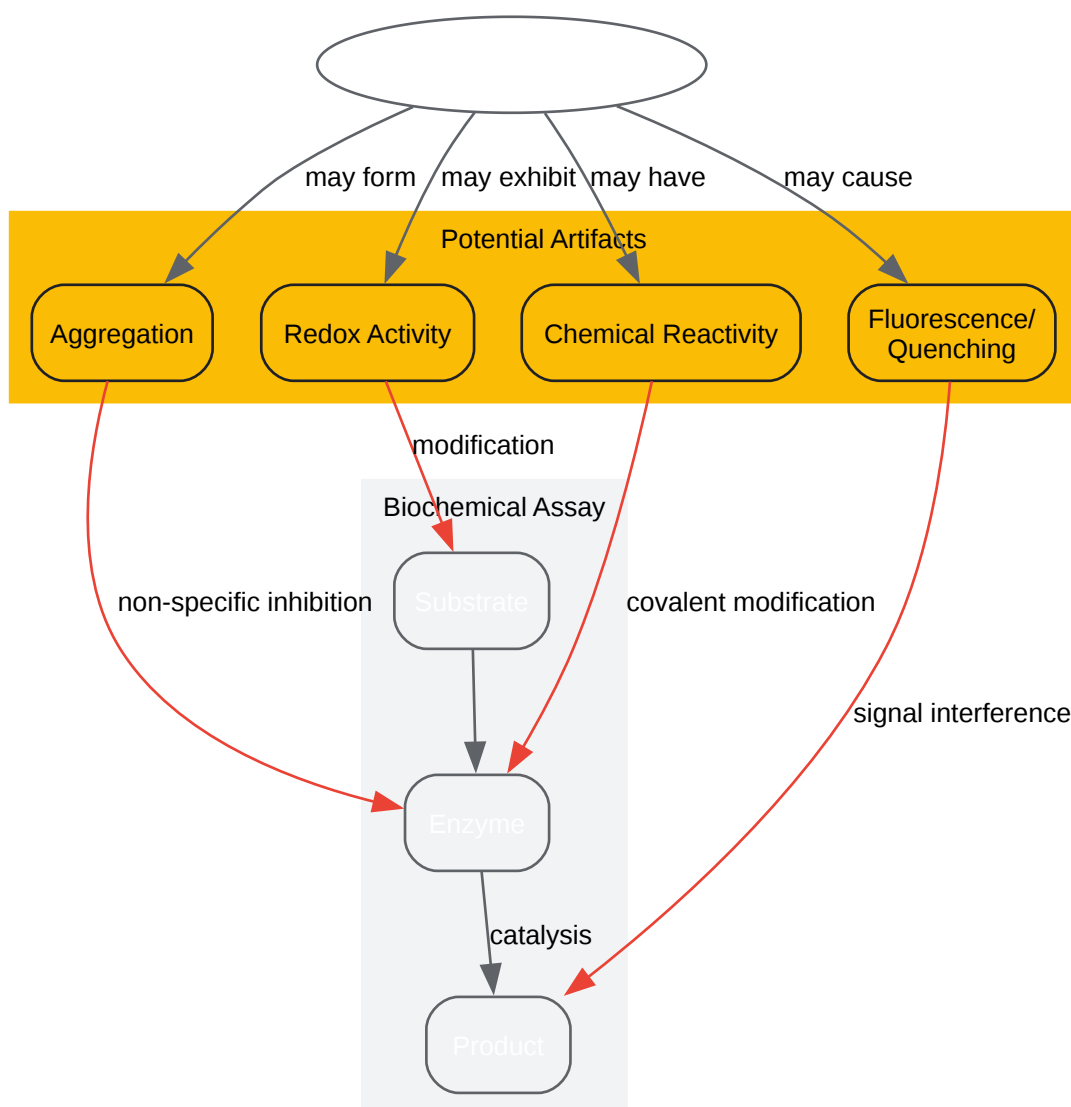 may form
may exhibit
may have
may cause
Potential Artifacts
Aggregation
Redox Activity
Chemical Reactivity
Fluorescence/
Quenching
modification
Biochemical Assay
Substrate
non-specific inhibition
covalent modification
signal interference
Enzyme
catalysis
Product